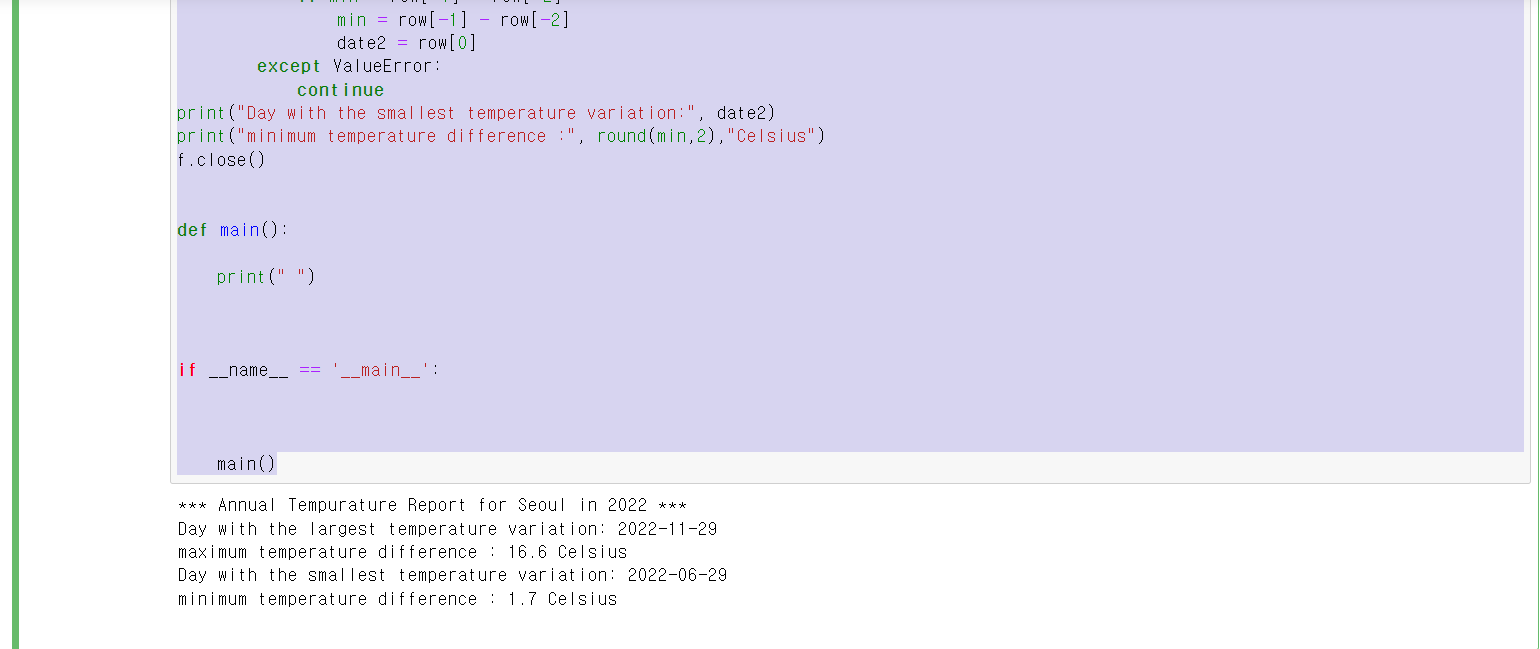 min = row[-1] - row[-2]
date2 = row[0]
except ValueError:
continue
print("Day with the smallest temperature variation:", date2)
print("minimum temperature difference :", round(min,2),"Celsius")
f.close()
def main():
print(" ")
if __name__ == '__main__':
main()
*** Annual Tempurature Report for Seoul in 2022 ***
Day with the largest temperature variation: 2022-11-29
maximum temperature difference : 16.6 Celsius
Day with the smallest temperature variation: 2022-06-29
minimum temperature difference : 1.7 Celsius